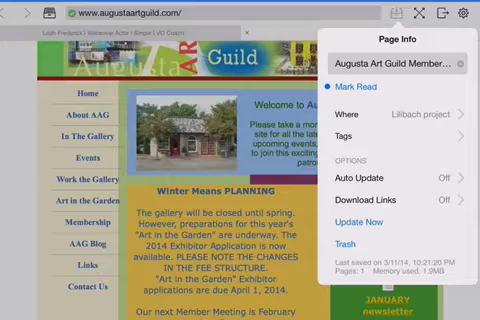 www.augustaartguild.com/
Leah Frederick | Voiceover Actor | Singer | VO Coach |
Augusta Art Guild
Home
About AAG
In The Gallery
Events
Work the Gallery
Art in the Garden
Membership
AAG Blog
Links
Contact Us
Welcome to Au
Please take a mo
site for all the late
upcoming events,
to join this exciting
patro
Winter Means PLANNING
The gallery will be closed until spring.
However, preparations for this year's
"Art in the Garden" are underway. The
2014 Exhibitor Application is now
available. PLEASE NOTE THE CHANGES
IN THE FEE STRUCTURE.
"Art in the Garden" Exhibitor
applications are due April 1, 2014.
Our next Member Meeting is February
JANUARY
newsletter
Page Info
Augusta Art Guild Member...
Mark Read
Where Lilibach project
Tags
OPTIONS
Auto Update Off
Download Links Off
Update Now
Trash
Last saved on 3/11/14, 10:21:20 PM
Pages: 1 Memory used: 1.9MB